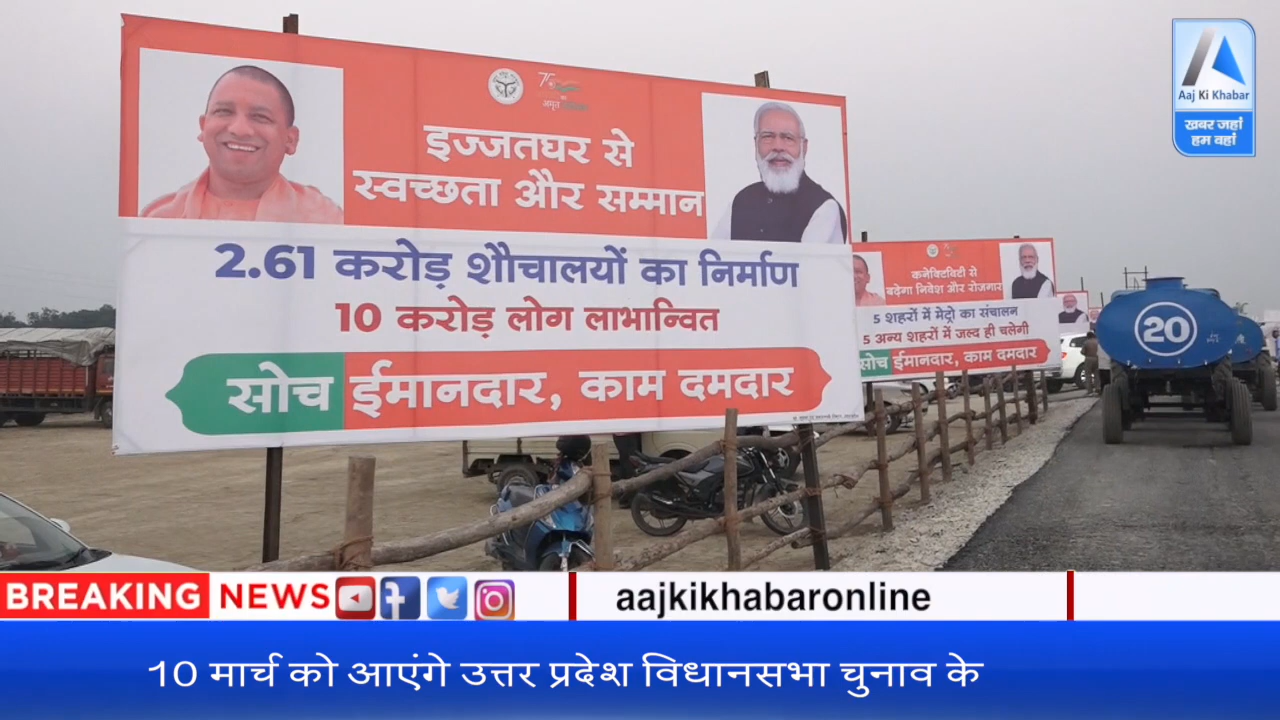 इज्जतघर से
स्वच्छता और सम्मान
2.61 करोड़ शौचालयों का निर्माण
10 करोड़ लोग लाभान्वित
सोच ईमानदार, काम दमदार
कनेक्टिविटी से
बढ़ेगा निवेश और रोजगार
5 शहरों में मेट्रो का संचालन
5 अन्य शहरों में जल्द ही चलेगी
सोच ईमानदार, काम दमदार
20
Aaj Ki Khabar
खबर जहां
हम वहां
BREAKING NEWS
aajkikhabaronline
10 मार्च को आएंगे उत्तर प्रदेश विधानसभा चुनाव के